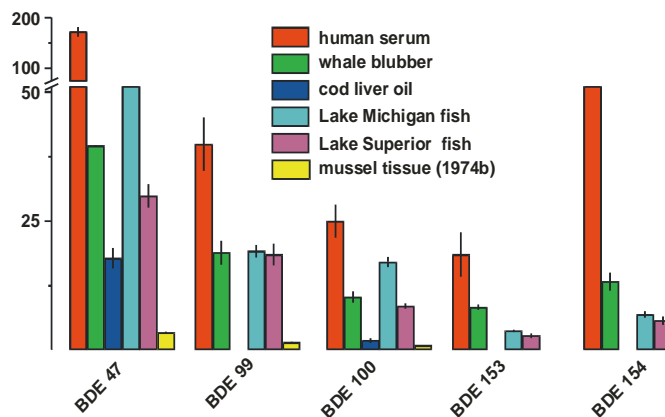 200
100
50
25
human serum
whale blubber
cod liver oil
Lake Michigan fish
Lake Superior fish
mussel tissue (1974b)
BDE 47
BDE 99
BDE 100
BDE 153
BDE 154